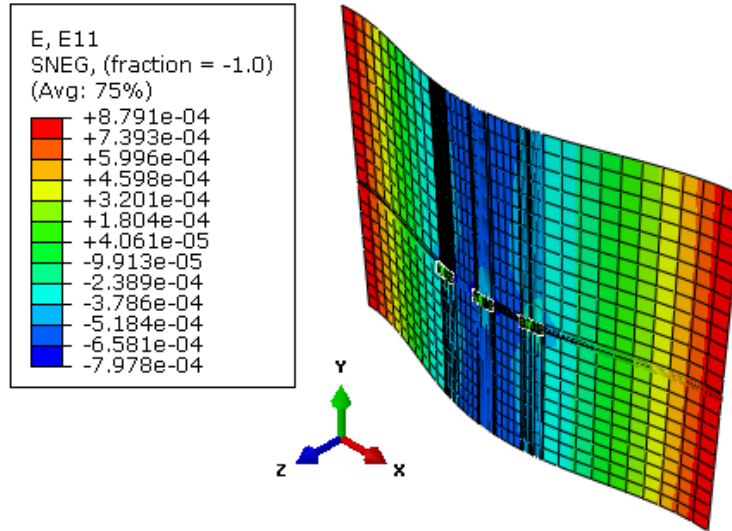 E, E11
SNEG, (fraction = -1.0)
(Avg: 75%)
+8.791e-04
+7.393e-04
+5.996e-04
+4.598e-04
+3.201e-04
+1.804e-04
+4.061e-05
-9.913e-05
-2.389e-04
-3.786e-04
-5.184e-04
-6.581e-04
-7.978e-04
Y
Z
X